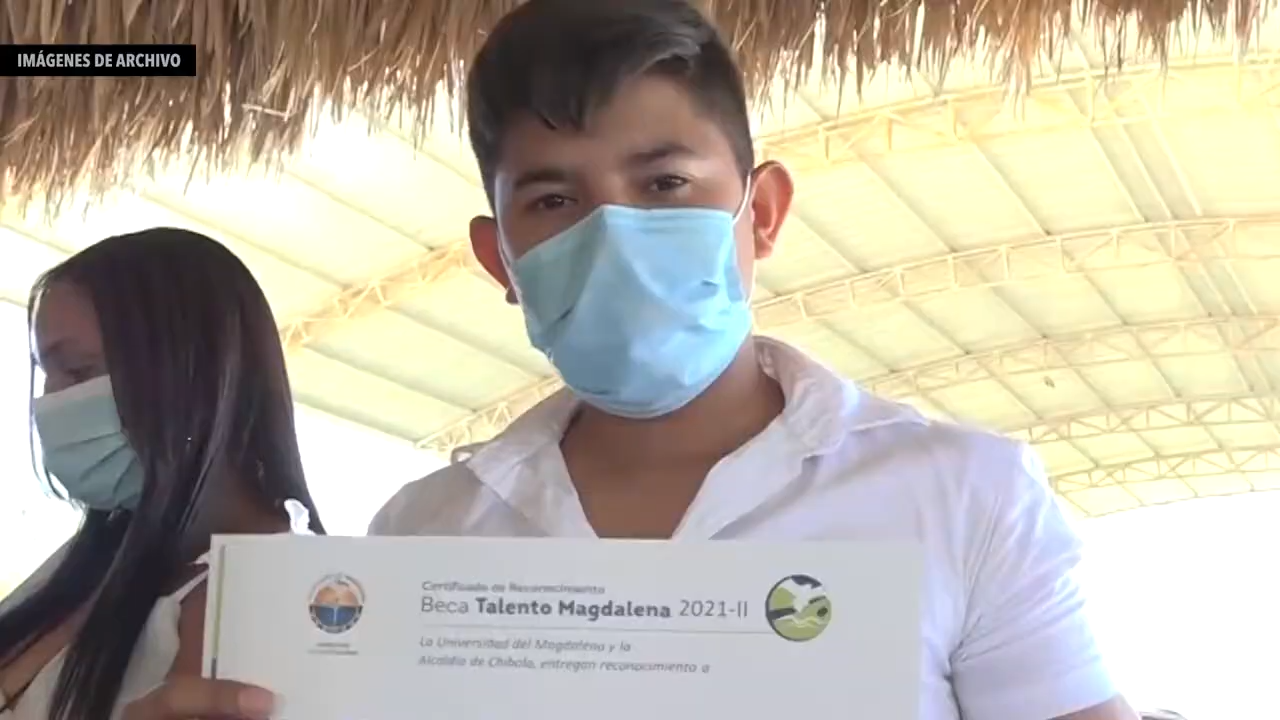 IMÁGENES DE ARCHIVO
Certificado de Reconocimiento
Beca Talento Magdalena 2021-II
La Universidad del Magdalena y la
Alcaldía de Chibolo, entregan reconocimiento a